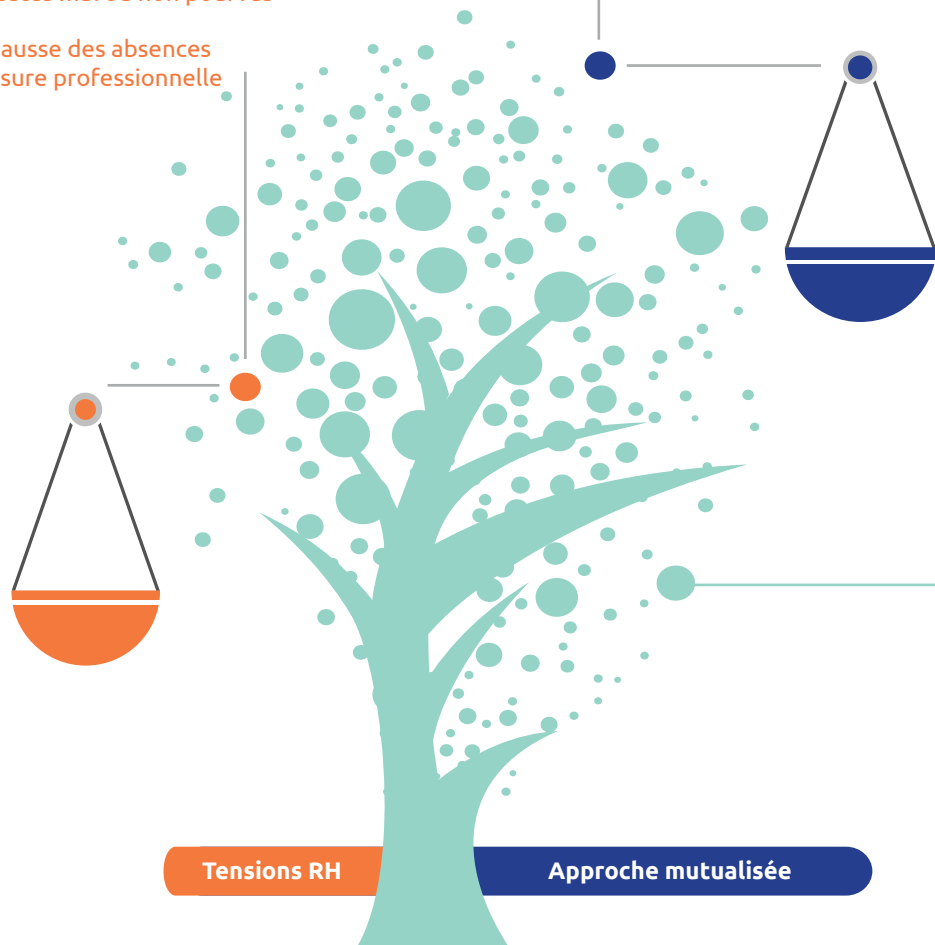 ausse des absences
sure professionnelle
Tensions RH
Approche mutualisée